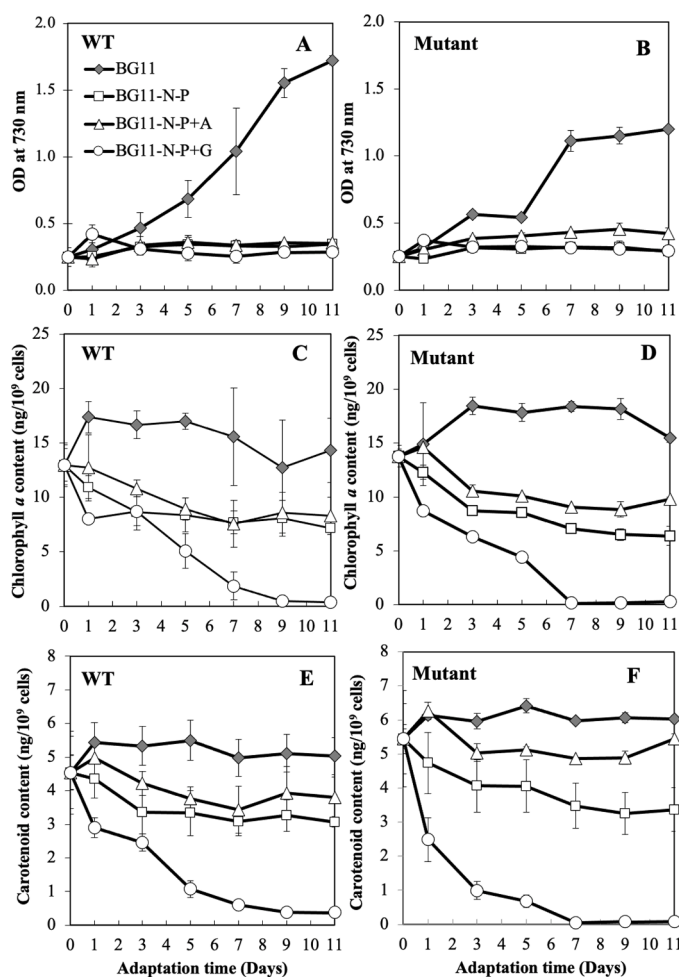 WT
A
BG11
BG11-N-P
BG11-N-P+A
BG11-N-P+G
OD at 730 nm
2.0
1.5
1.0
0.5
0.0
0 1 2 3 4 5 6 7 8 9 10 11
Mutant
B
OD at 730 nm
2.0
1.5
1.0
0.5
0.0
0 1 2 3 4 5 6 7 8 9 10 11
WT
C
Chlorophyll a content (ng/10⁹ cells)
25
20
15
10
5
0
0 1 2 3 4 5 6 7 8 9 10 11
Mutant
D
Chlorophyll a content (ng/10⁹ cells)
25
20
15
10
5
0
0 1 2 3 4 5 6 7 8 9 10 11
WT
E
Carotenoid content (ng/10⁹ cells)
8
7
6
5
4
3
2
1
0
0 1 2 3 4 5 6 7 8 9 10 11
Adaptation time (Days)
Mutant
F
Carotenoid content (ng/10⁹ cells)
8
7
6
5
4
3
2
1
0
0 1 2 3 4 5 6 7 8 9 10 11
Adaptation time (Days)